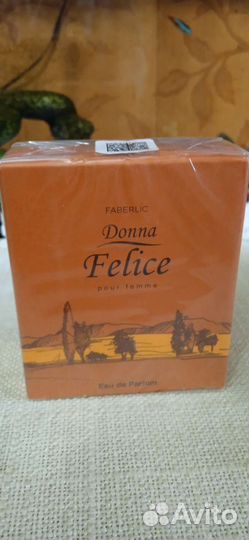 FABERLIC
Donna
Felice
pour femme
Eau de Parfum
Avito